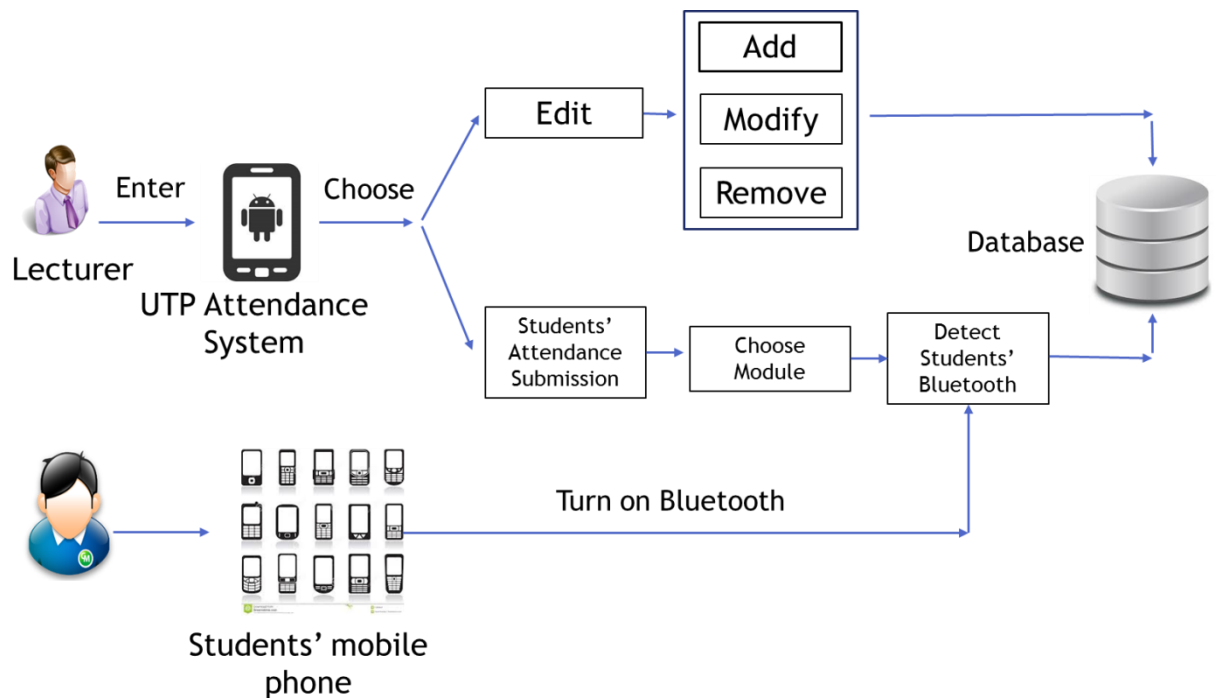 Add
Edit
Modify
Remove
Enter
Choose
Lecturer
UTP Attendance
System
Database
Students’
Attendance
Submission
Choose
Module
Detect
Students’
Bluetooth
Turn on Bluetooth
Students’ mobile
phone